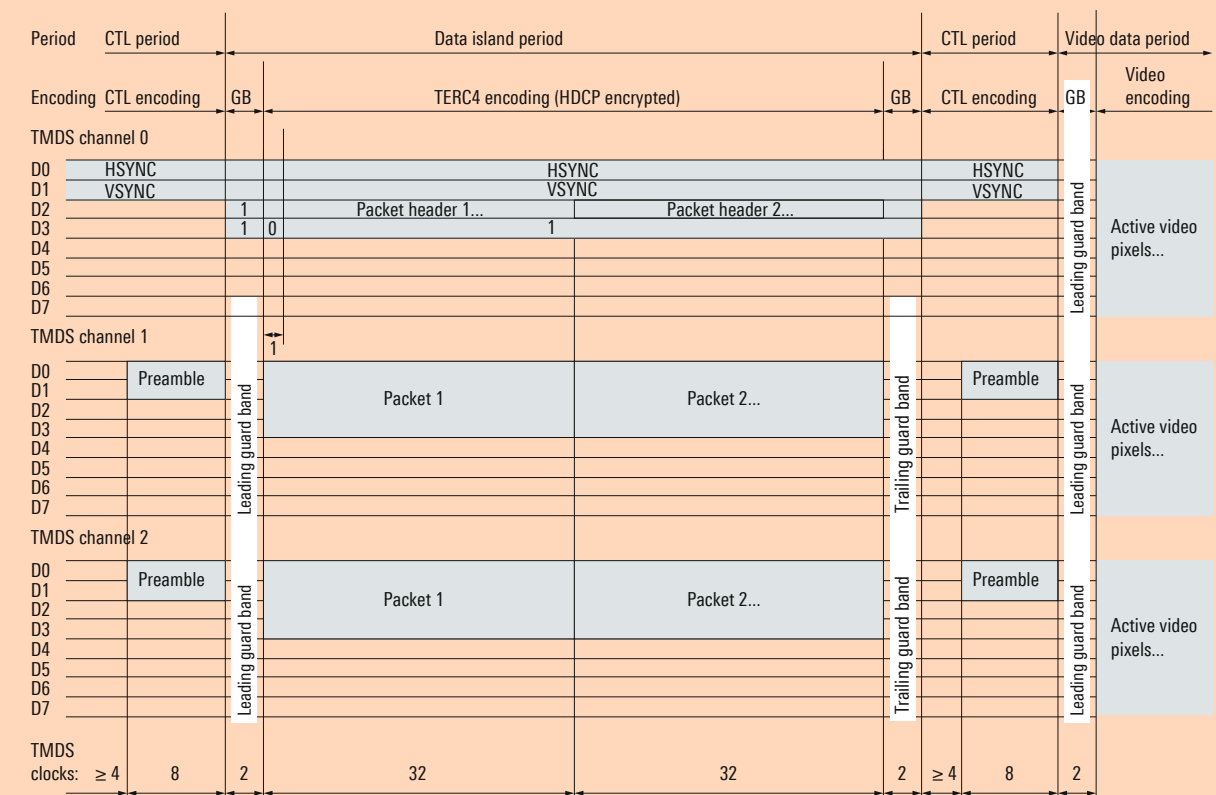 Period CTL period Data island period CTL period Video data period
Encoding CTL encoding GB TERC4 encoding (HDCP encrypted) GB CTL encoding GB Video encoding
TMDS channel 0
D0 HSYNC HSYNC HSYNC
D1 VSYNC VSYNC VSYNC
D2 1 Packet header 1... Packet header 2...
D3 1 0 1
D4
D5
D6
D7
Leading guard band
Active video
pixels...
TMDS channel 1
1
D0
D1
D2
D3
D4
D5
D6
D7
Preamble
Leading guard band
Packet 1
Packet 2...
Trailing guard band
Preamble
Leading guard band
Active video
pixels...
TMDS channel 2
D0
D1
D2
D3
D4
D5
D6
D7
Preamble
Leading guard band
Packet 1
Packet 2...
Trailing guard band
Preamble
Leading guard band
Active video
pixels...
TMDS
clocks: ≥ 4 8 2 32 32 2 ≥ 4 8 2